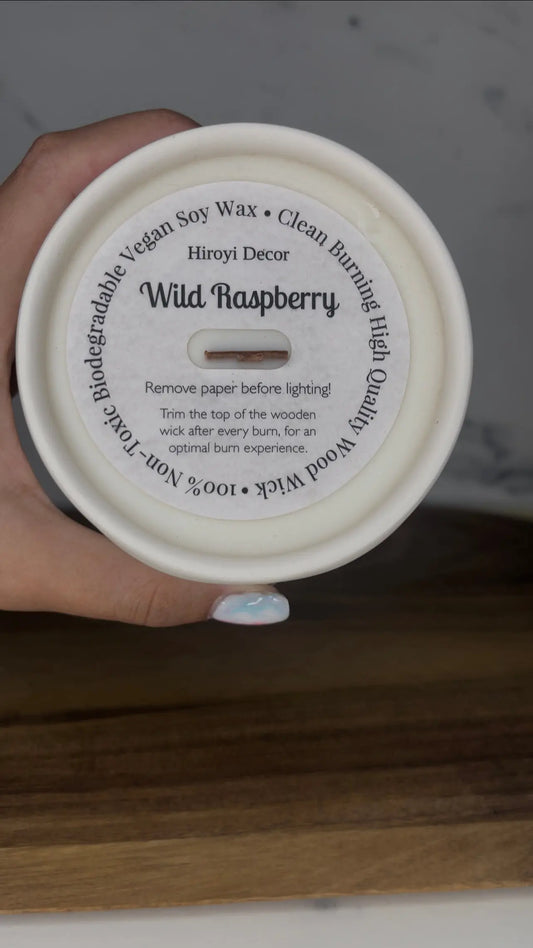 100% Non-Toxic Biodegradable Vegan Soy Wax • Clean Burning High Quality Wood Wick •
Hiroyi Decor
Wild Raspberry
Remove paper before lighting!
Trim the top of the wooden
wick after every burn, for an
optimal burn experience.